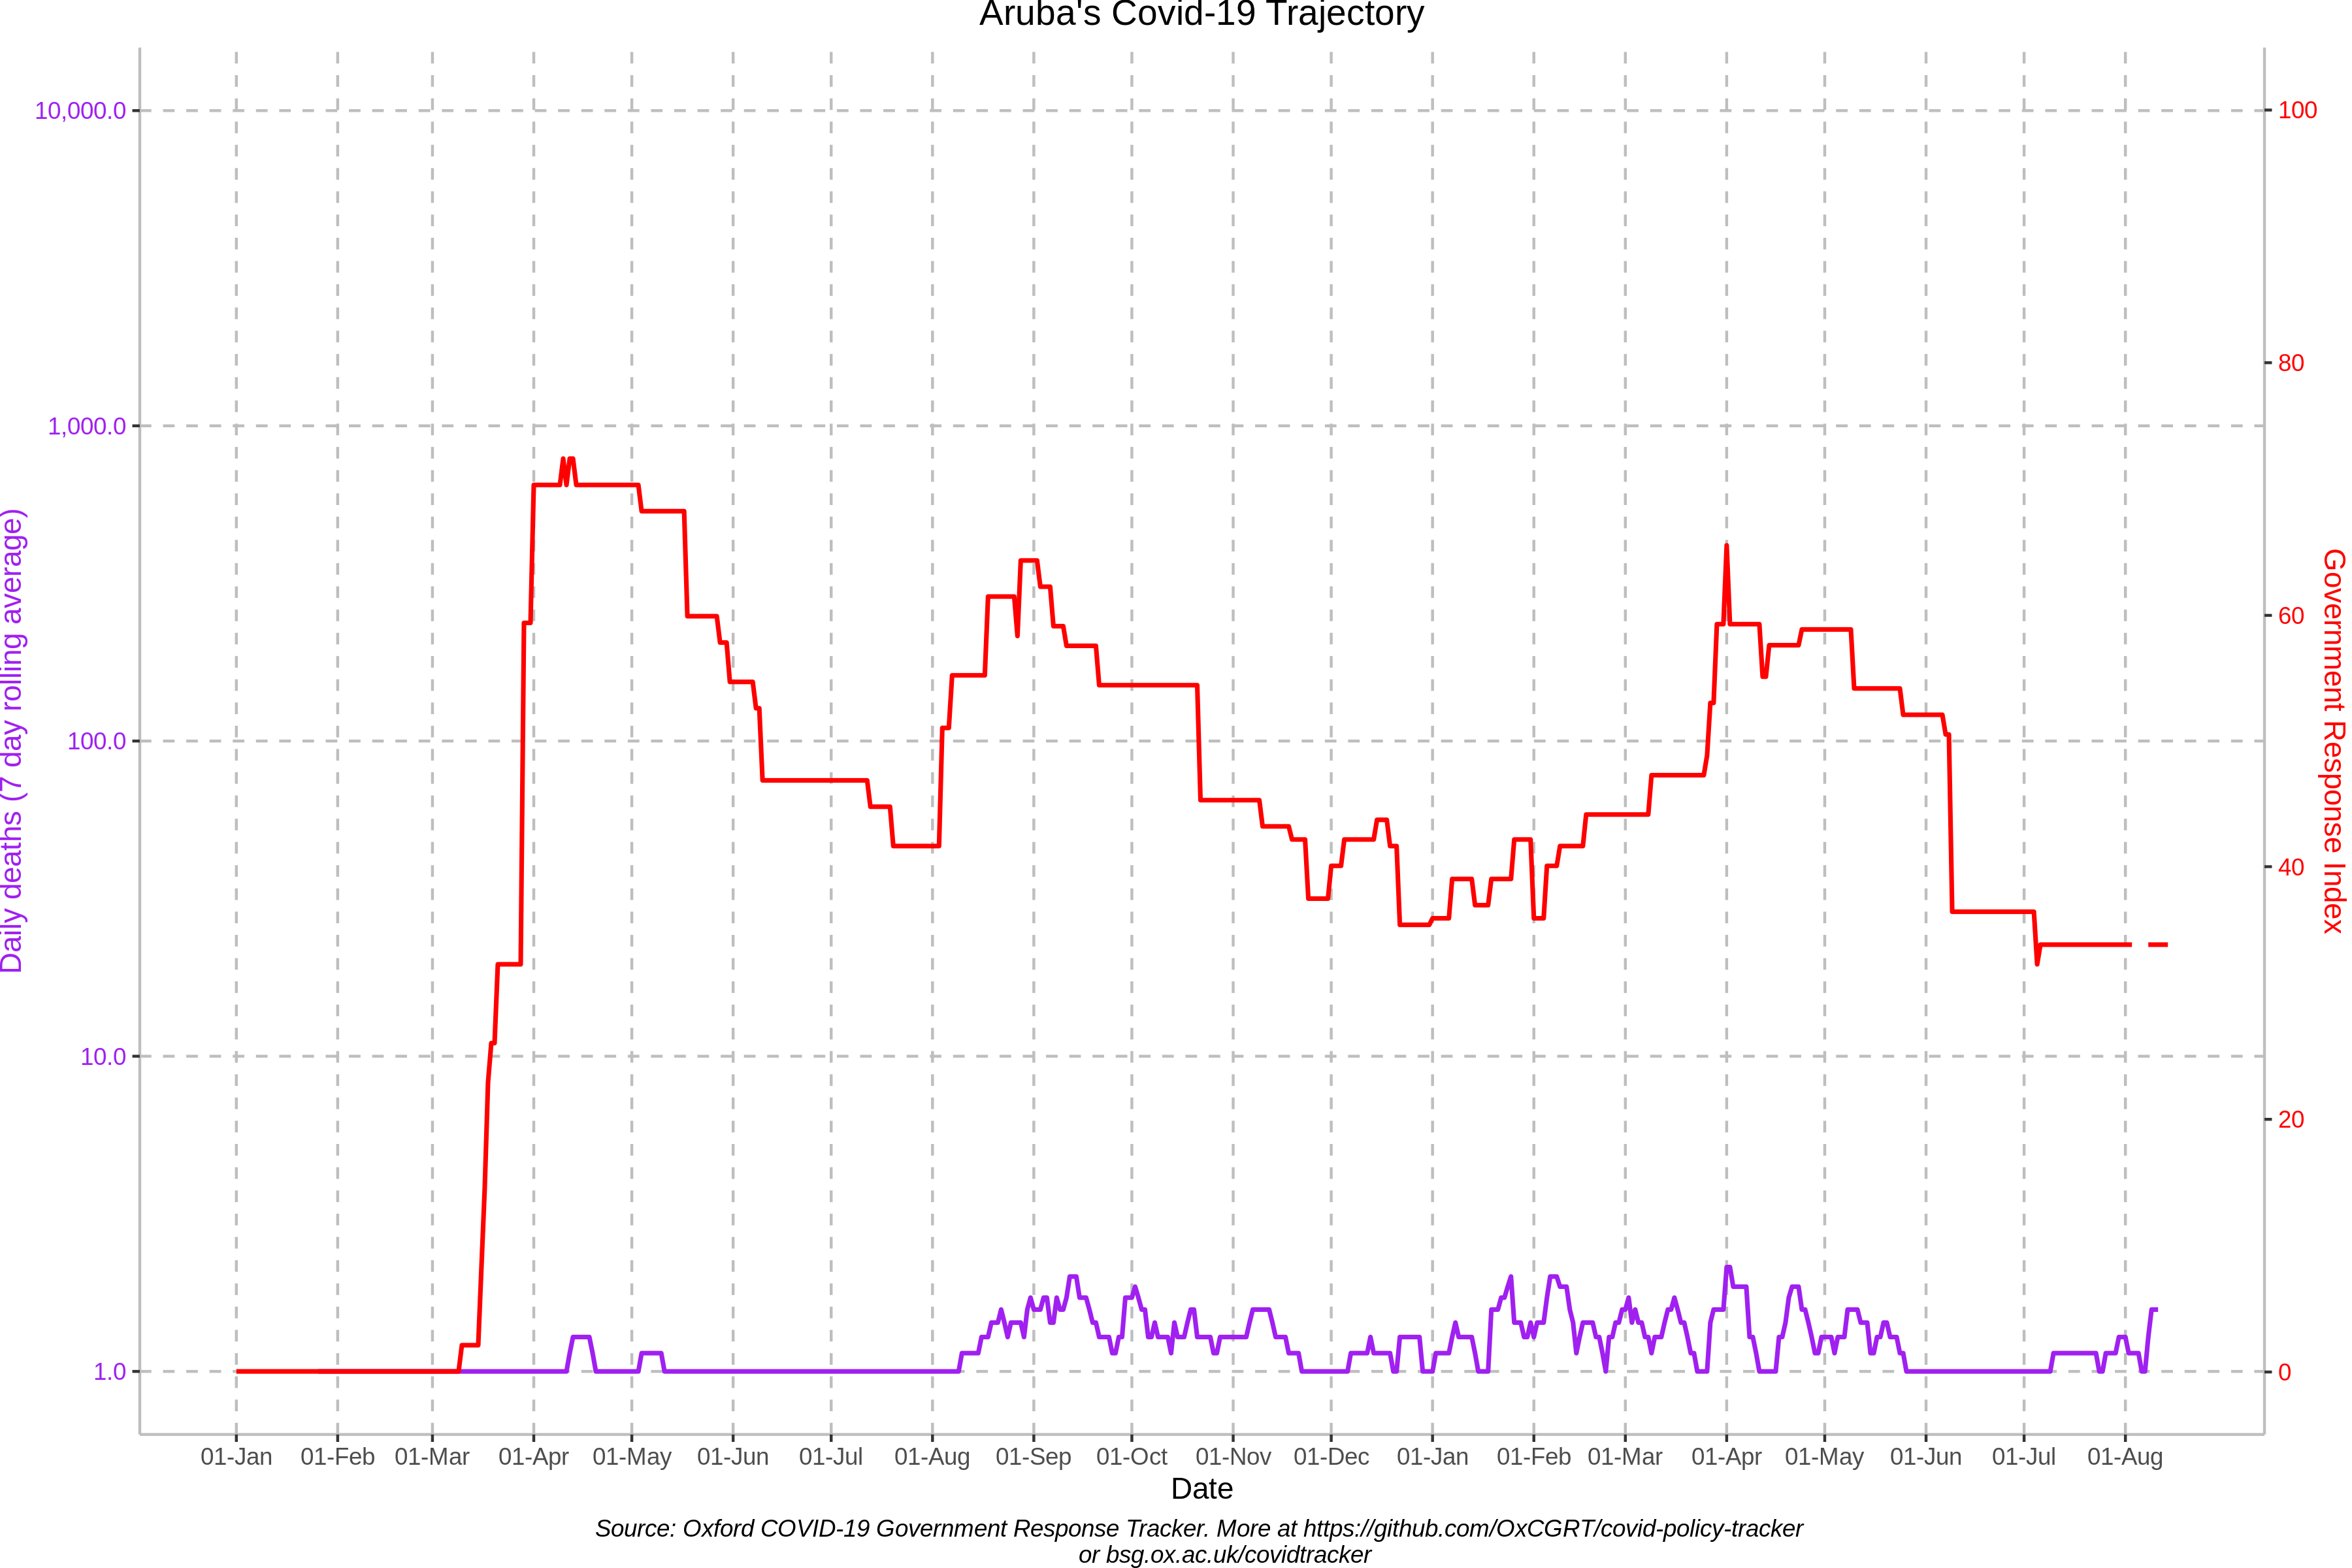 Aruba's Covid-19 Trajectory
10,000.0
1,000.0
100.0
10.0
1.0
Daily deaths (7 day rolling average)
100
80
60
40
20
0
Government Response Index
01-Jan 01-Feb 01-Mar 01-Apr 01-May 01-Jun 01-Jul 01-Aug 01-Sep 01-Oct 01-Nov 01-Dec 01-Jan 01-Feb 01-Mar 01-Apr 01-May 01-Jun 01-Jul 01-Aug
Date
Source: Oxford COVID-19 Government Response Tracker. More at https://github.com/OxCGRT/covid-policy-tracker
or bsg.ox.ac.uk/covidtracker